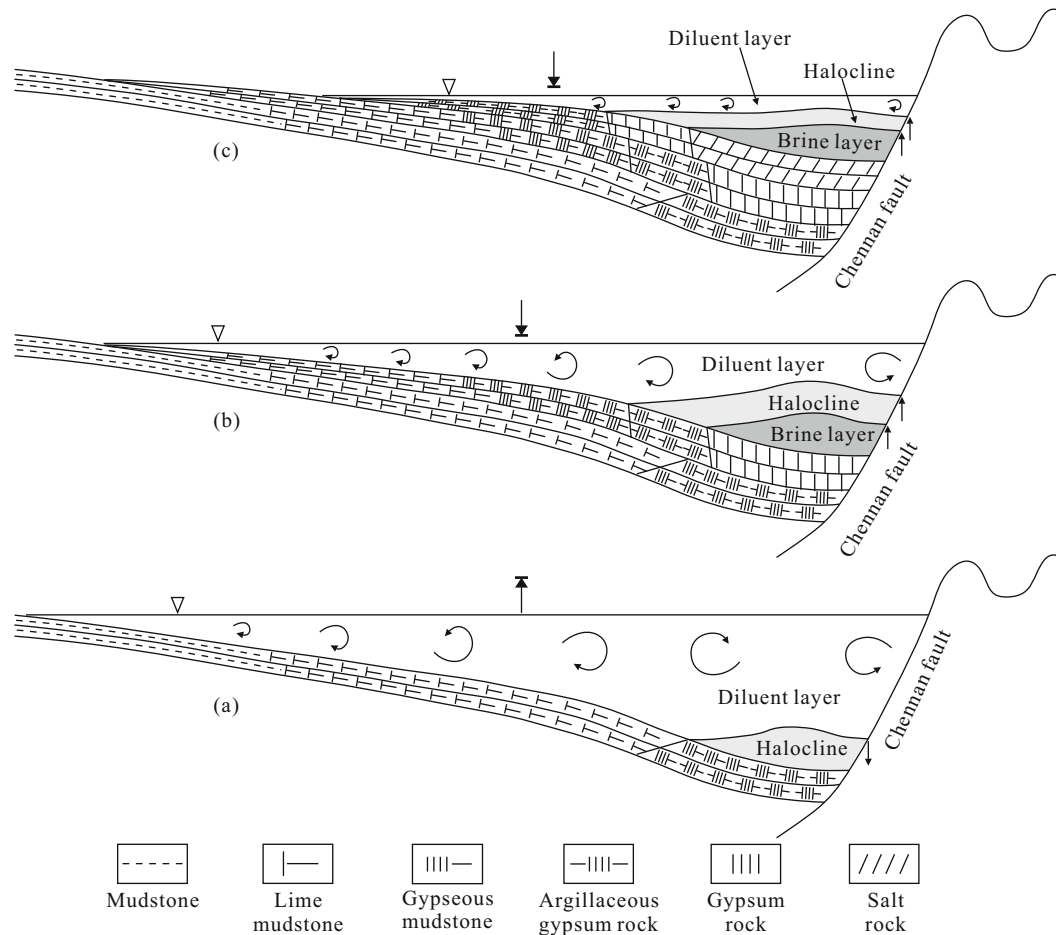 Diluent layer
Halocline
Brine layer
(c)
Chennan fault
Diluent layer
Halocline
(b)
Brine layer
Chennan fault
Diluent layer
(a)
Halocline
Chennan fault
Mudstone
Lime
mudstone
Gypseous
mudstone
Argillaceous
gypsum rock
Gypsum
rock
Salt
rock